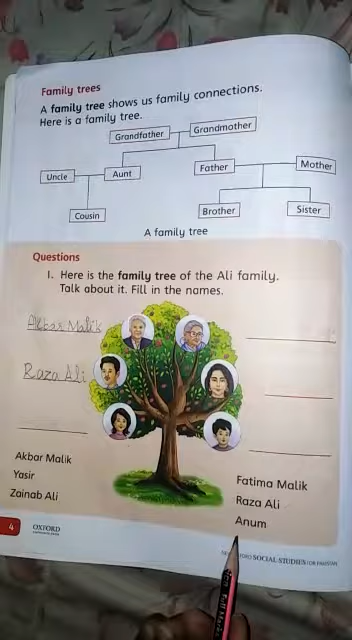 Family trees
A family tree shows us family connections.
Here is a family tree.
Grandfather
Grandmother
Uncle
Aunt
Father
Mother
Cousin
Brother
Sister
A family tree
Questions
1. Here is the family tree of the Ali family.
Talk about it. Fill in the names.
Akbar Malik
Raza Ali
Akbar Malik
Yasir
Zainab Ali
Fatima Malik
Raza Ali
Anum
4
OXFORD
SOCIAL STUDIES FOR PAKISTAN